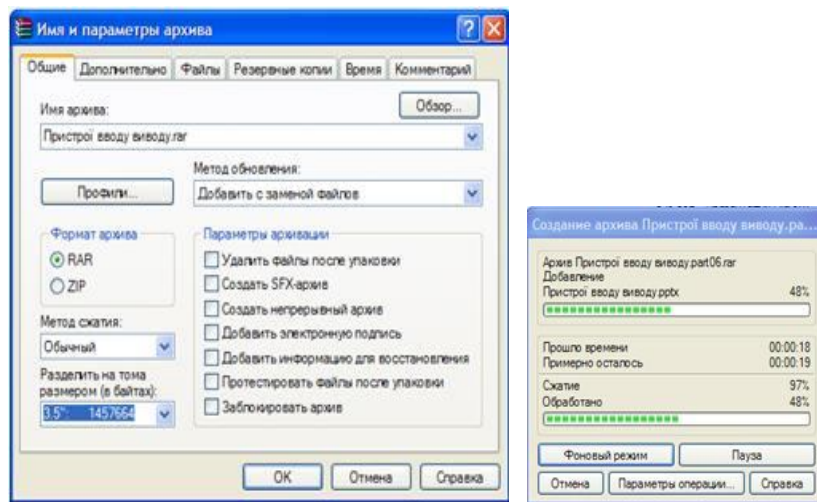 Имя и параметры архива
Общие Дополнительно Файлы Резервные копии Время Комментарий
Имя архива:
Обзор...
Пристрої вводу виводу.rar
Метод обновления:
Профили...
Добавить с заменой файлов
Формат архива
RAR
ZIP
Метод сжатия:
Обычный
Разделить на тома
размером (в байтах):
3.5": 1457664
Параметры архивации
Удалить файлы после упаковки
Создать SFX-архив
Создать непрерывный архив
Добавить электронную подпись
Добавить информацию для восстановления
Протестировать файлы после упаковки
Заблокировать архив
OK Отмена Справка
Создание архива Пристрої вводу виводу.ра...
Архив Пристрої вводу виводу.part06.rar
Добавление
Пристрої вводу виводу.pptx 48%
Прошло времени 00:00:18
Примерно осталось 00:00:19
Сжатие 97%
Обработано 48%
Фоновый режим Пауза
Отмена Параметры операции... Справка